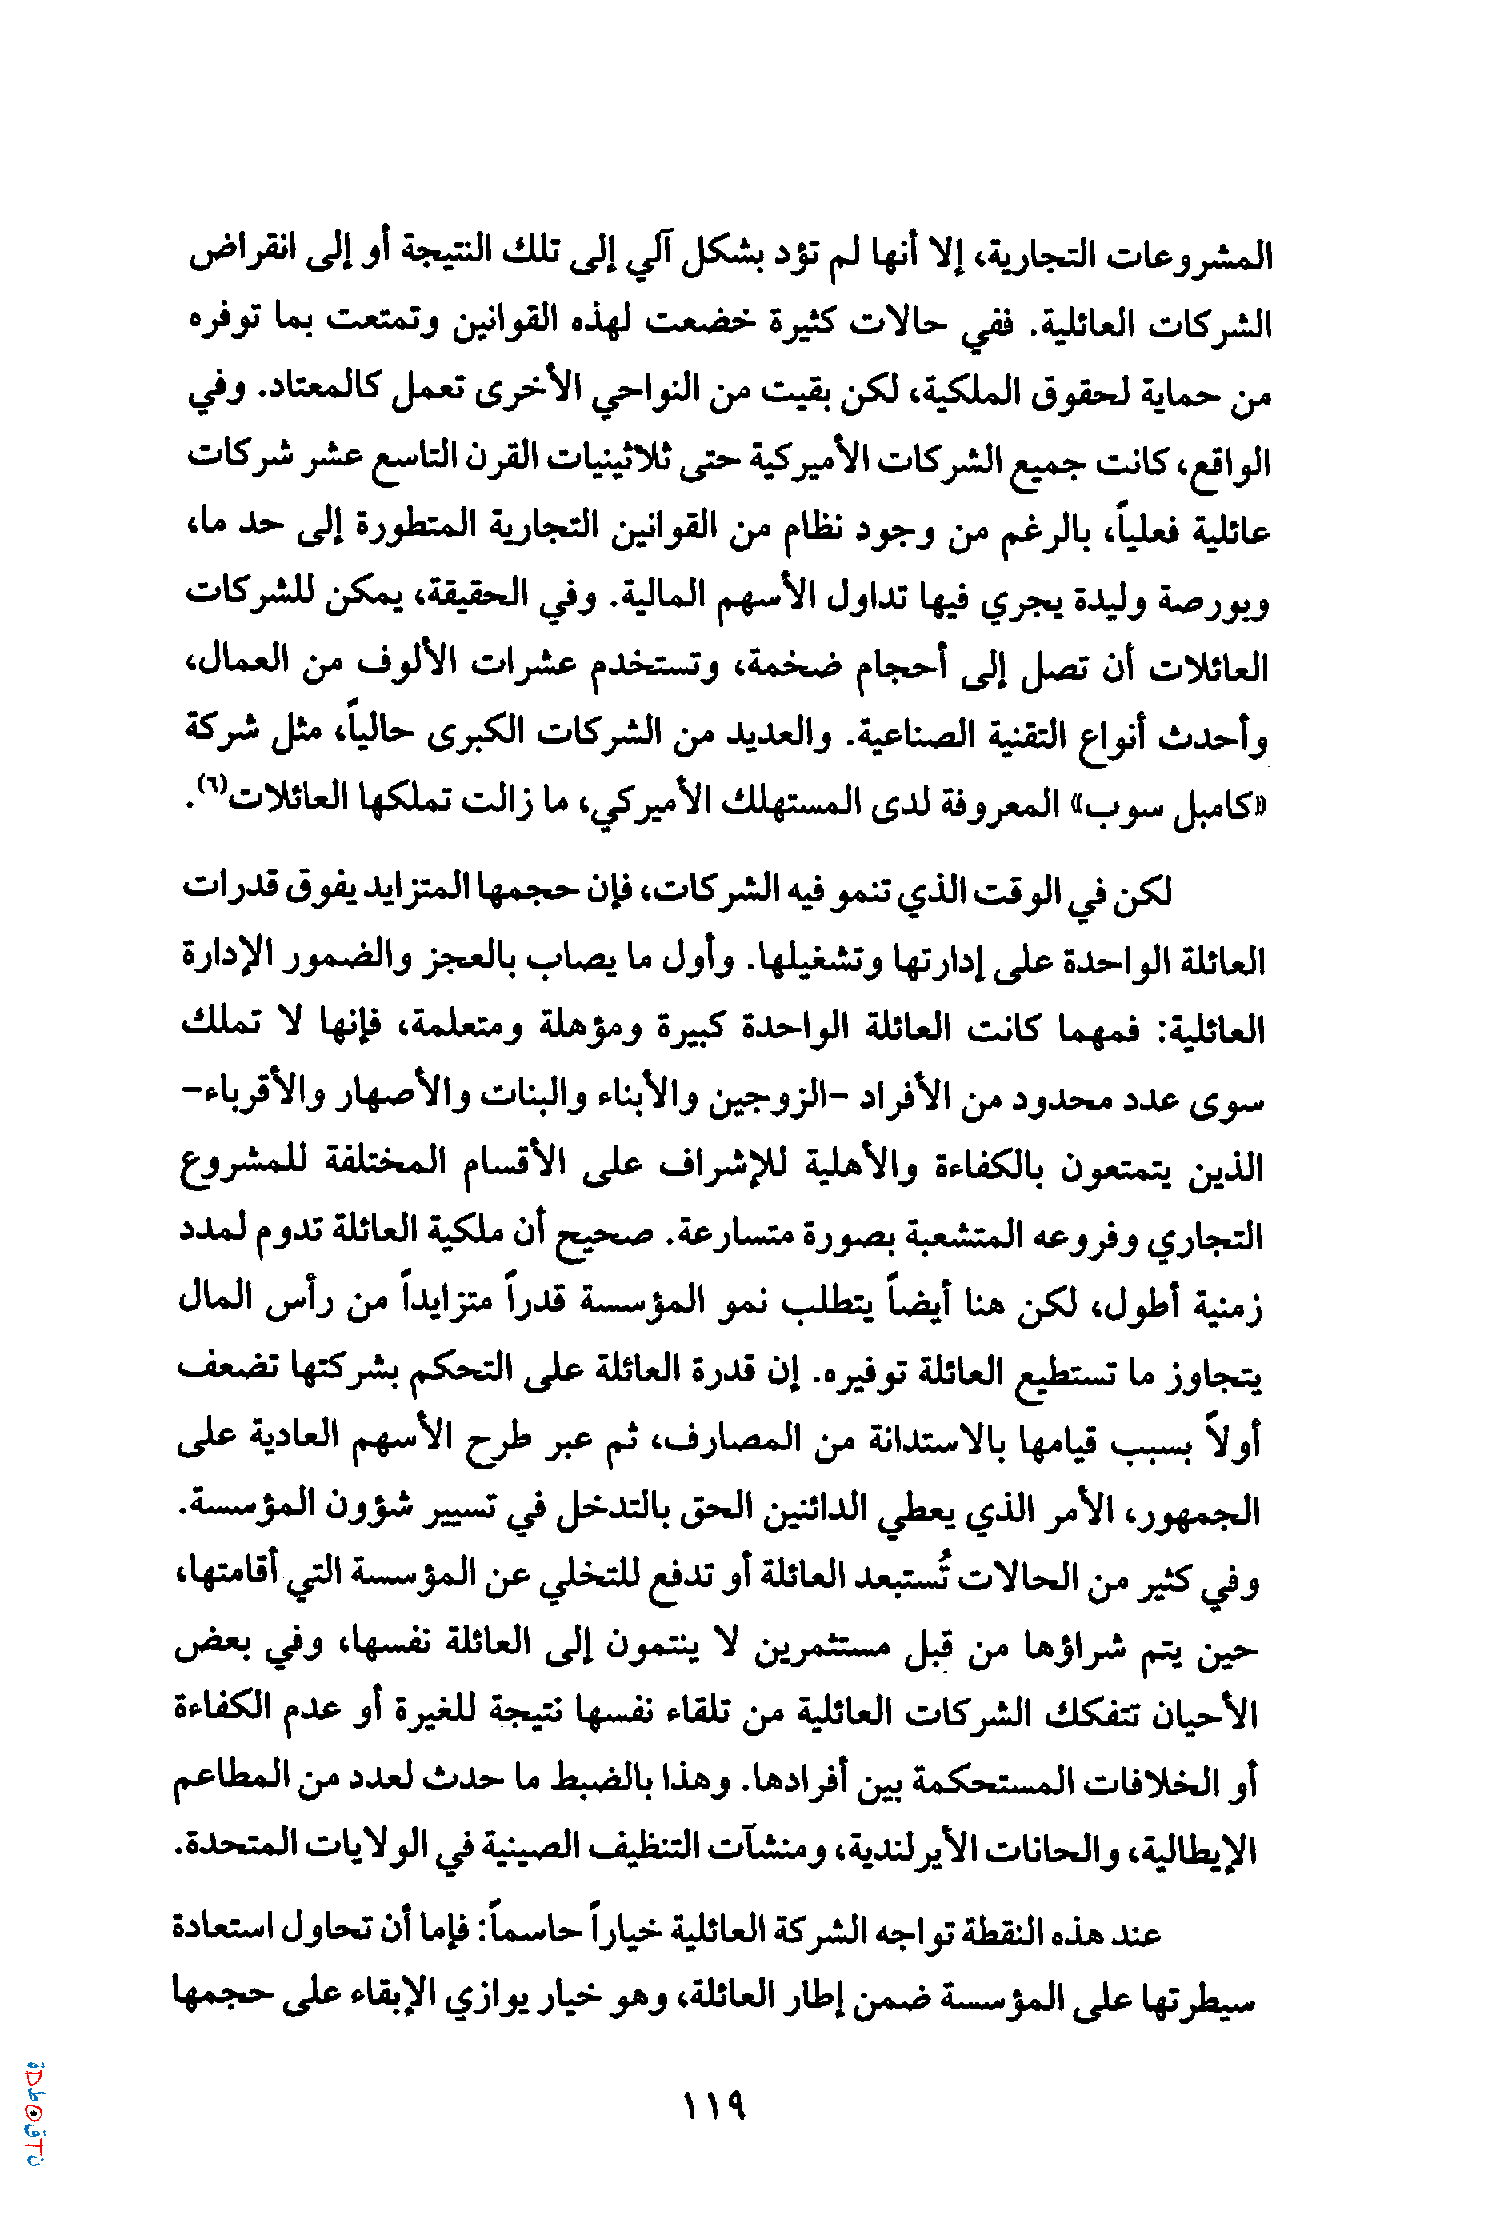 المشروعات التجارية، إلا أنها لم تؤد بشكل آلي إلى تلك النتيجة أو إلى انقراض
الشركات العائلية. ففي حالات كثيرة خضعت لهذه القوانين وتمتعت بما توفره
من حماية لحقوق الملكية، لكن بقيت من النواحي الأخرى تعمل كالمعتاد. وفي
الواقع، كانت جميع الشركات الأميركية حتى ثلاثينيات القرن التاسع عشر شركات
عائلية فعلياً، بالرغم من وجود نظام من القوانين التجارية المتطورة إلى حد ما،
وبورصة وليدة يجري فيها تداول الأسهم المالية. وفي الحقيقة، يمكن للشركات
العائلات أن تصل إلى أحجام ضخمة، وتستخدم عشرات الألوف من العمال،
وأحدث أنواع التقنية الصناعية. والعديد من الشركات الكبرى حالياً، مثل شركة
«كامبل سوب» المعروفة لدى المستهلك الأميركي، ما زالت تملكها العائلات(٦).
لكن في الوقت الذي تنمو فيه الشركات، فإن حجمها المتزايد يفوق قدرات
العائلة الواحدة على إدارتها وتشغيلها. وأول ما يصاب بالعجز والضمور الإدارة
العائلية: فمهما كانت العائلة الواحدة كبيرة ومؤهلة ومتعلمة، فإنها لا تملك
سوى عدد محدود من الأفراد -الزوجين والأبناء والبنات والأصهار والأقرباء-
الذين يتمتعون بالكفاءة والأهلية للإشراف على الأقسام المختلفة للمشروع
التجاري وفروعه المتشعبة بصورة متسارعة. صحيح أن ملكية العائلة تدوم لمدد
زمنية أطول، لكن هنا أيضاً يتطلب نمو المؤسسة قدراً متزايداً من رأس المال
يتجاوز ما تستطيع العائلة توفيره. إن قدرة العائلة على التحكم بشركتها تضعف
أولاً بسبب قيامها بالاستدانة من المصارف، ثم عبر طرح الأسهم العادية على
الجمهور، الأمر الذي يعطي الدائنين الحق بالتدخل في تسيير شؤون المؤسسة.
وفي كثير من الحالات تُستبعد العائلة أو تدفع للتخلي عن المؤسسة التي أقامتها،
حين يتم شراؤها من قبل مستثمرين لا ينتمون إلى العائلة نفسها، وفي بعض
الأحيان تتفكك الشركات العائلية من تلقاء نفسها نتيجة للغيرة أو عدم الكفاءة
أو الخلافات المستحكمة بين أفرادها. وهذا بالضبط ما حدث لعدد من المطاعم
الإيطالية، والحانات الأيرلندية، ومنشآت التنظيف الصينية في الولايات المتحدة.
عند هذه النقطة تواجه الشركة العائلية خياراً حاسماً: فإما أن تحاول استعادة
سيطرتها على المؤسسة ضمن إطار العائلة، وهو خيار يوازي الإبقاء على حجمها
١١٩